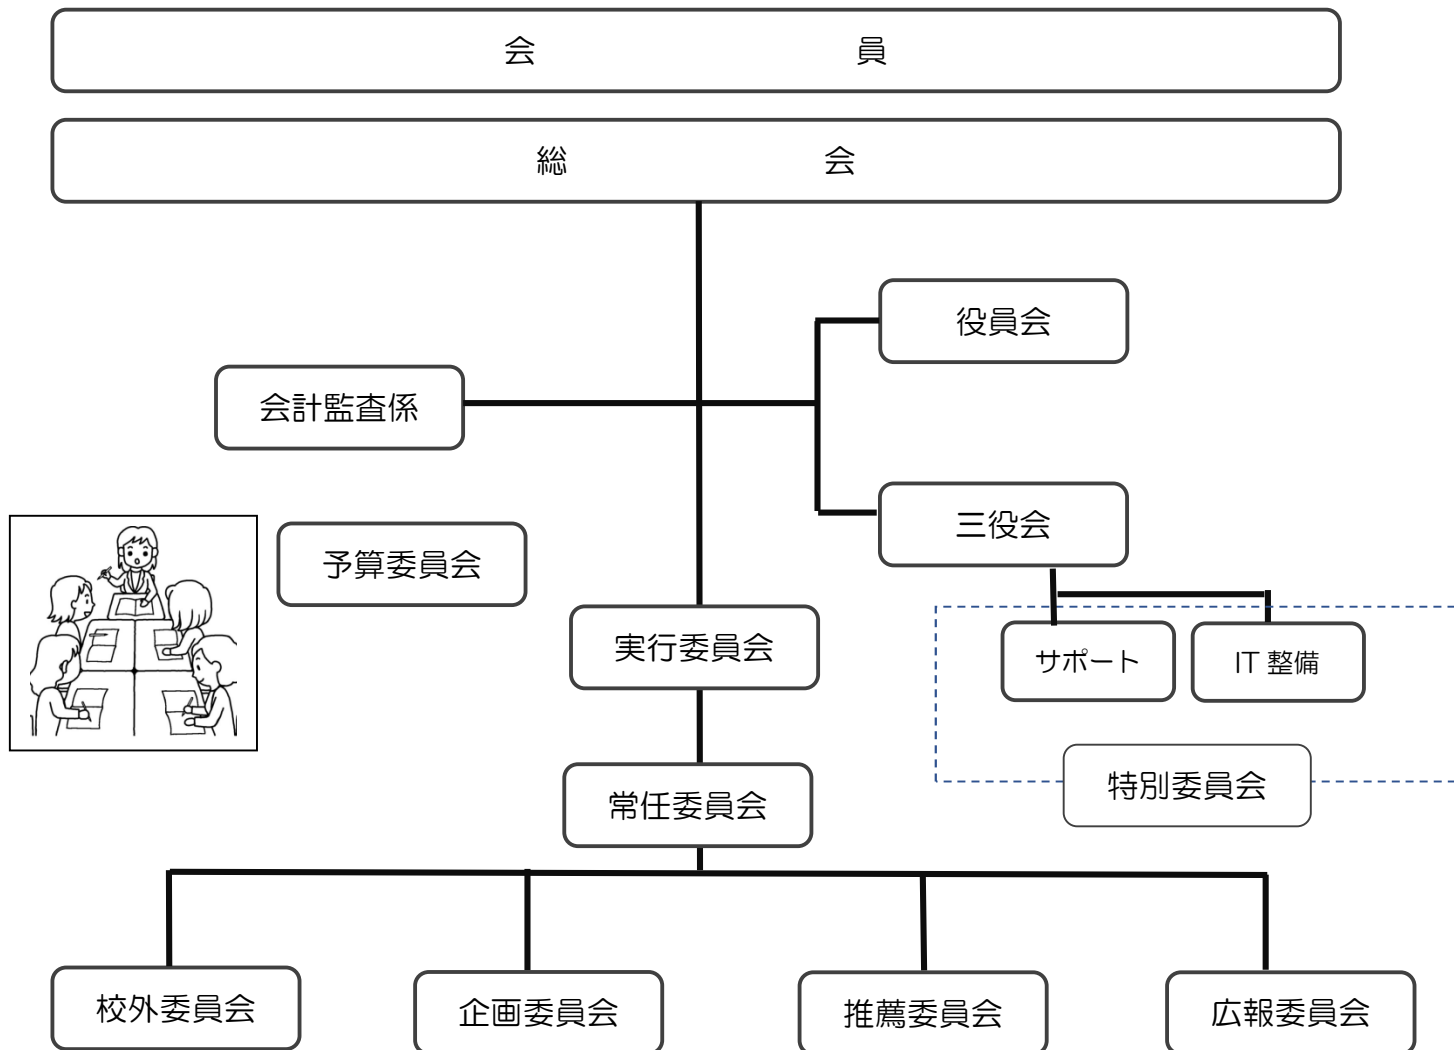 会　員
総　会
役員会
会計監査係
三役会
予算委員会
実行委員会
サポート
IT 整備
特別委員会
常任委員会
校外委員会
企画委員会
推薦委員会
広報委員会